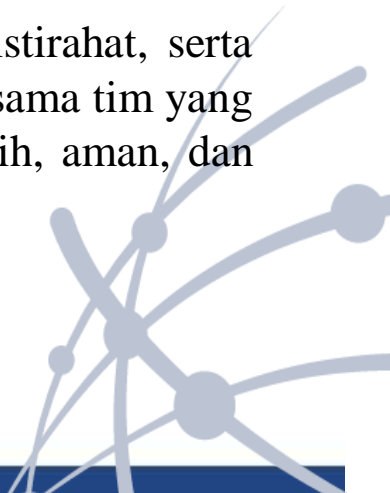 istirahat, serta
sama tim yang
ih, aman, dan